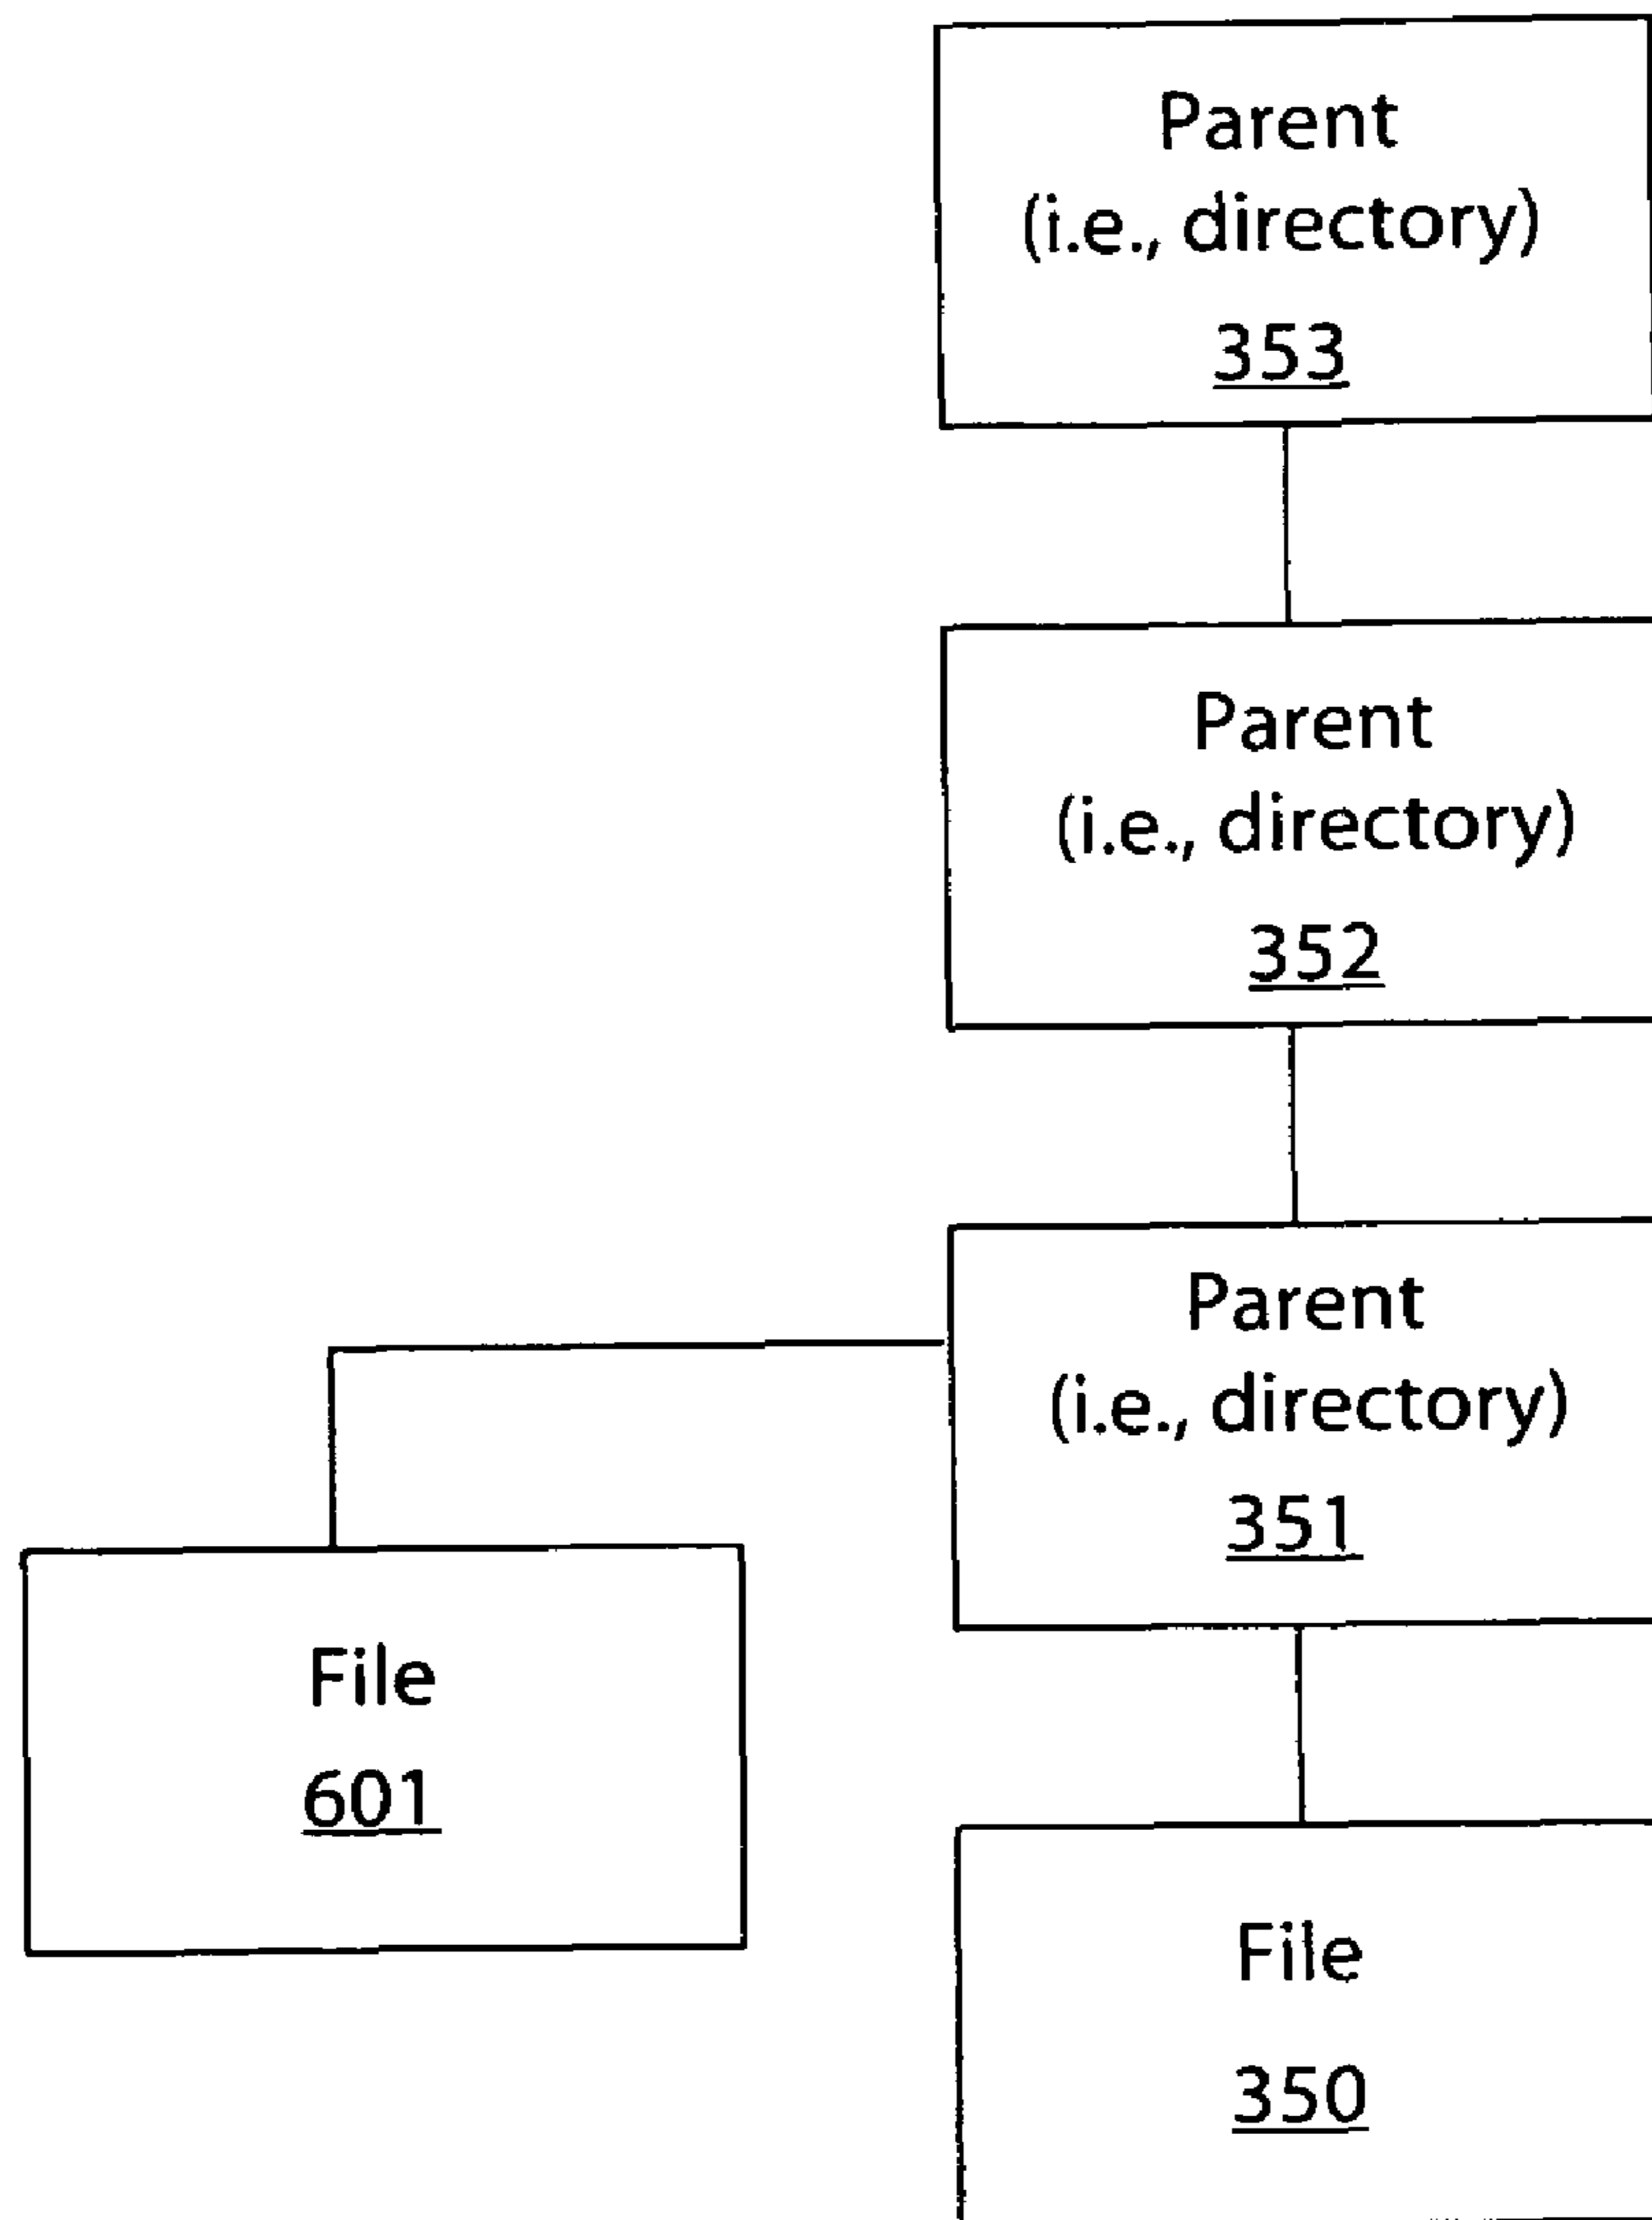 Parent
(i.e., directory)
353
Parent
(i.e., directory)
352
Parent
(i.e., directory)
351
File
601
File
350